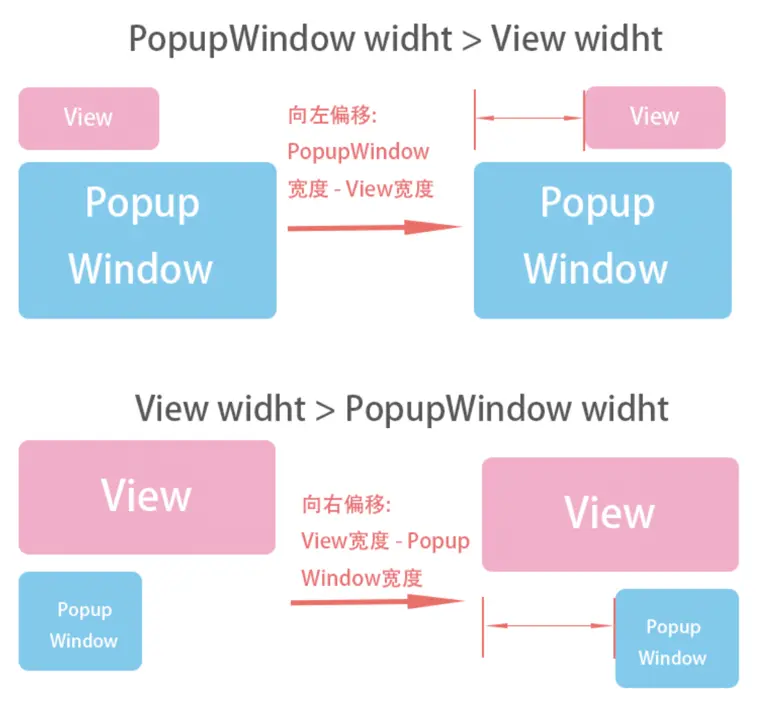 PopupWindow widht > View widht
View
向左偏移:
PopupWindow
宽度 - View宽度
View
Popup
Window
Popup
Window
View widht > PopupWindow widht
View
向右偏移:
View宽度 - Popup
Window宽度
View
Popup
Window
Popup
Window